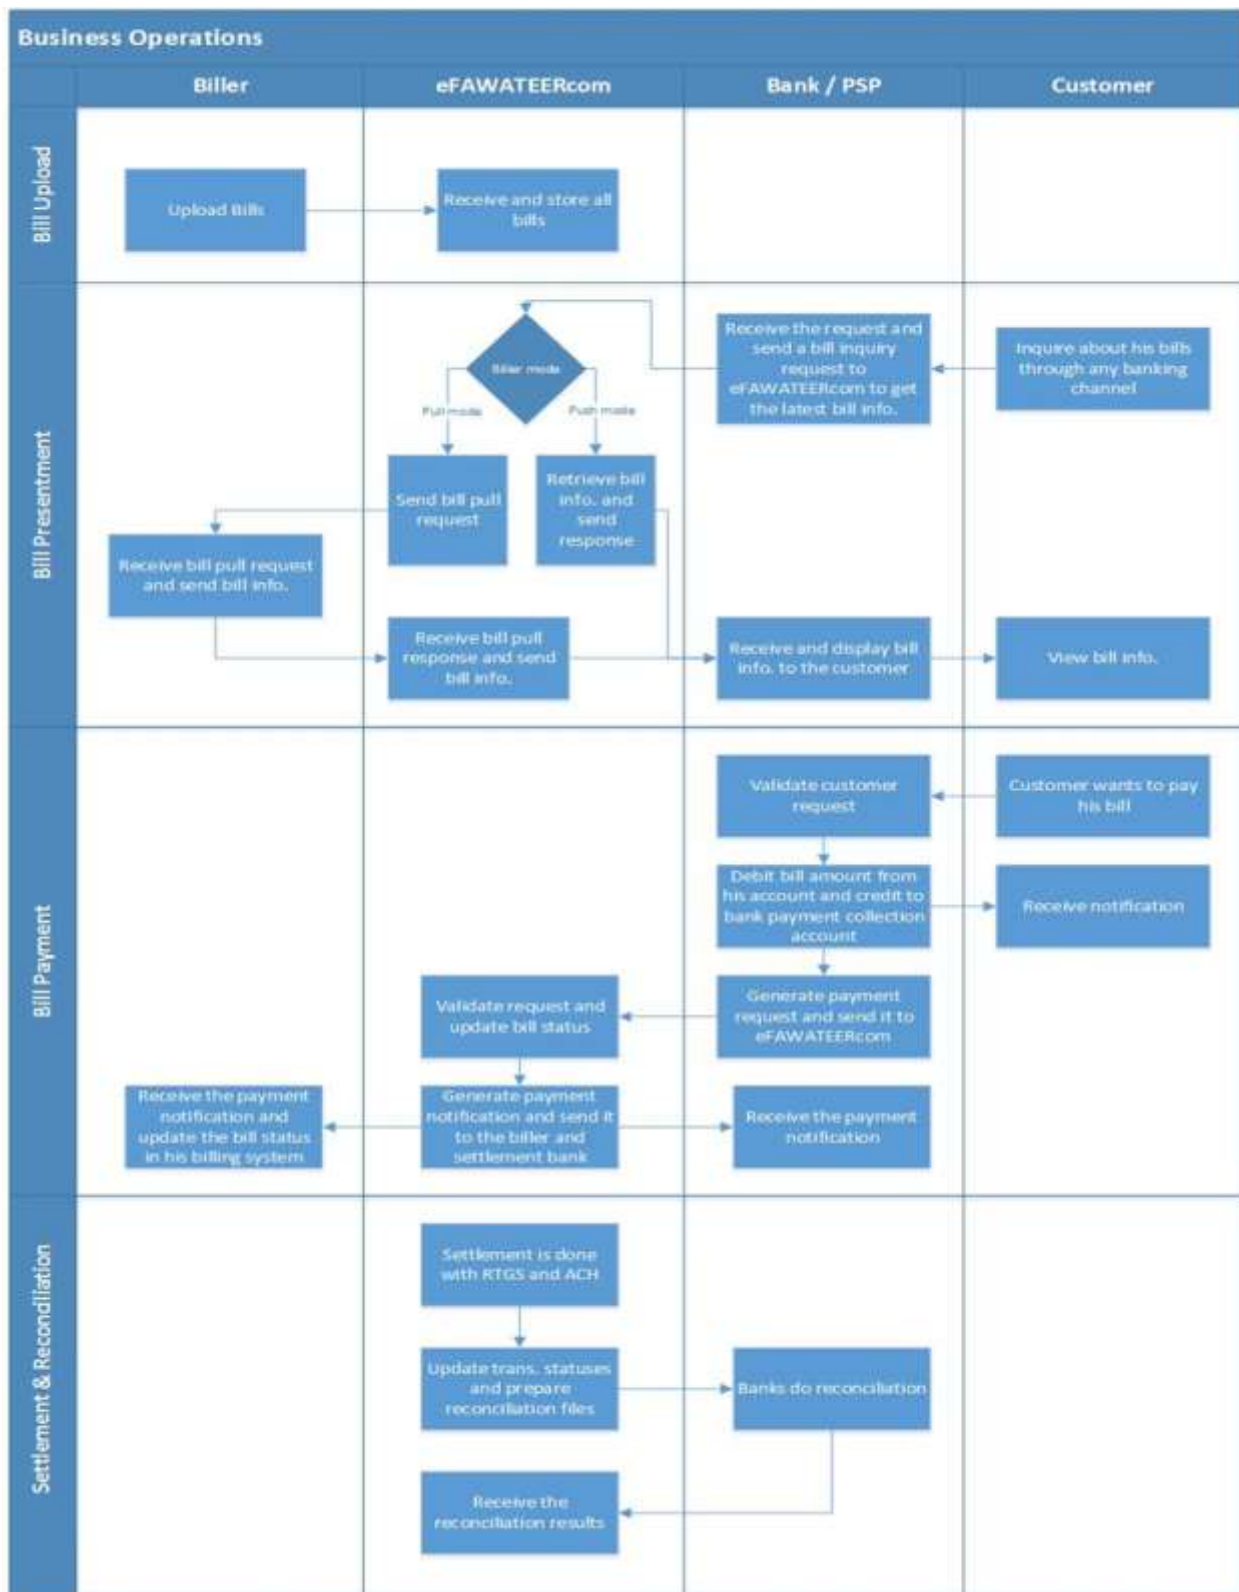 Business Operations
Biller
eFAWATEERcom
Bank / PSP
Customer
Bill Upload
Upload Bills
Receive and store all
bills
Bill Presentment
Biller mode
Pull mode
Push mode
Receive the request and
send a bill inquiry
request to
eFAWATEERcom to get
the latest bill info.
Inquire about his bills
through any banking
channel
Send bill pull
request
Retrieve bill
info. and
send
response
Receive bill pull request
and send bill info.
Receive bill pull
response and send
bill info.
Receive and display bill
info. to the customer
View bill info.
Bill Payment
Validate customer
request
Customer wants to pay
his bill
Debit bill amount from
his account and credit to
bank payment collection
account
Receive notification
Validate request and
update bill status
Generate payment
request and send it to
eFAWATEERcom
Receive the payment
notification and
update the bill status
in his billing system
Generate payment
notification and send it
to the biller and
settlement bank
Receive the payment
notification
Settlement & Reconciliation
Settlement is done
with RTGS and ACH
Update trans. statuses
and prepare
reconciliation files
Banks do reconciliation
Receive the
reconciliation results